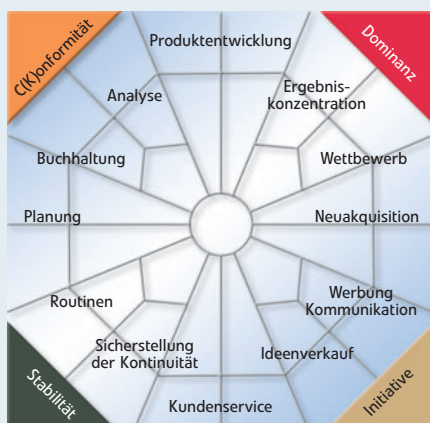 C(K)onformität
Produktentwicklung
Dominanz
Analyse
Ergebnis-
konzentration
Buchhaltung
Wettbewerb
Planung
Neuakquisition
Routinen
Werbung
Kommunikation
Sicherstellung
der Kontinuität
Ideenverkauf
Stabilität
Kundenservice
Initiative